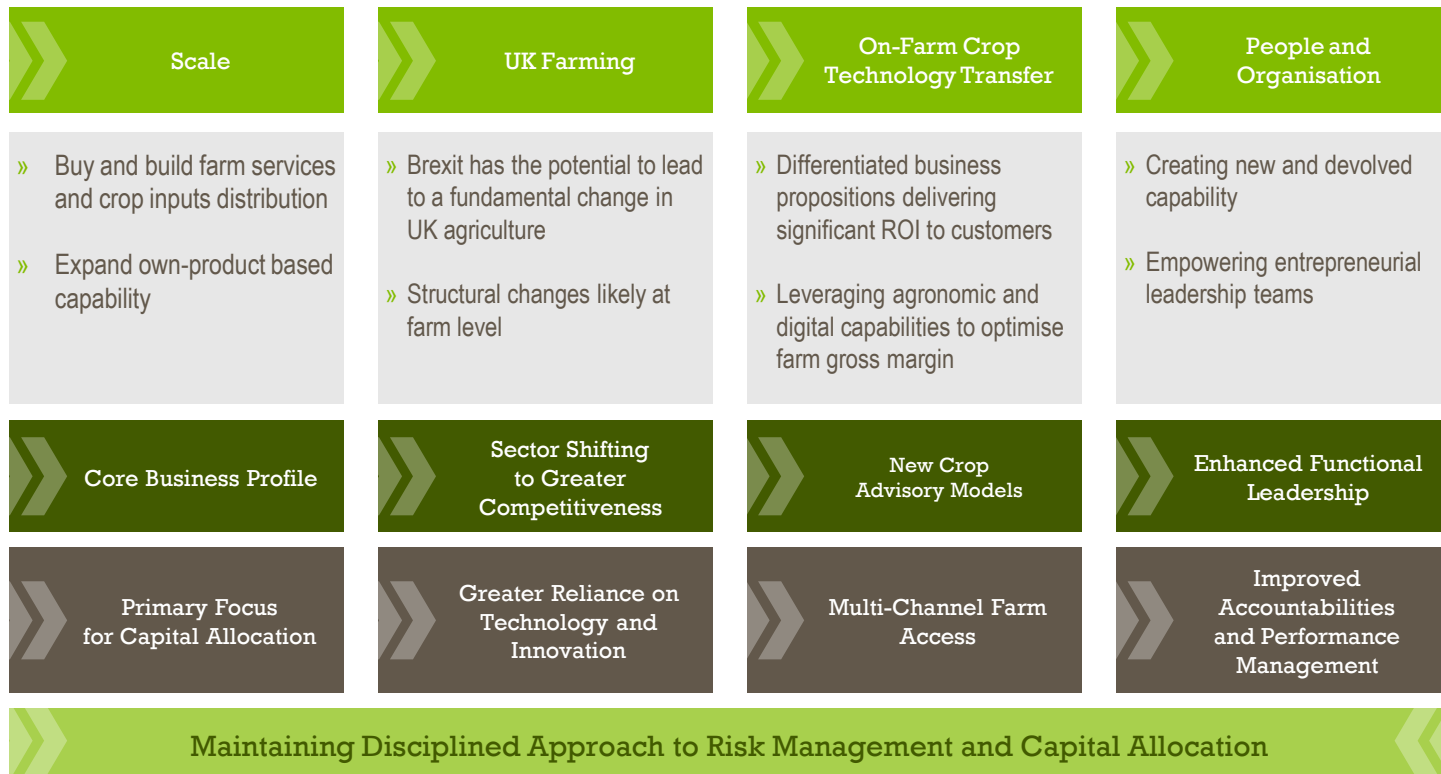 Scale
UK Farming
On-Farm Crop
Technology Transfer
People and
Organisation
» Buy and build farm services
and crop inputs distribution
» Expand own-product based
capability
» Brexit has the potential to lead
to a fundamental change in
UK agriculture
» Structural changes likely at
farm level
» Differentiated business
propositions delivering
significant ROI to customers
» Leveraging agronomic and
digital capabilities to optimise
farm gross margin
» Creating new and devolved
capability
» Empowering entrepreneurial
leadership teams
Core Business Profile
Sector Shifting
to Greater
Competitiveness
New Crop
Advisory Models
Enhanced Functional
Leadership
Primary Focus
for Capital Allocation
Greater Reliance on
Technology and
Innovation
Multi-Channel Farm
Access
Improved
Accountabilities
and Performance
Management
Maintaining Disciplined Approach to Risk Management and Capital Allocation